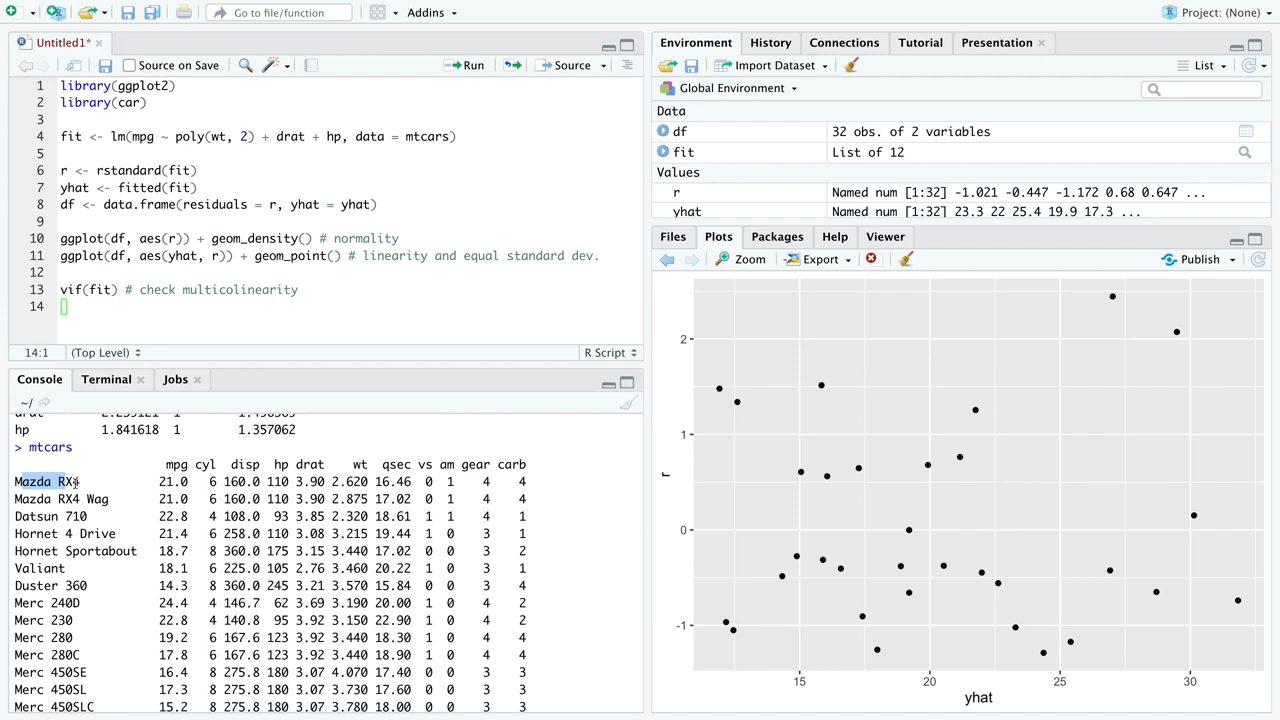 Go to file/function
Addins
Project: (None)
Untitled1*
Source on Save
Run
Source
1 library(ggplot2)
2 library(car)
3
4 fit <- lm(mpg ~ poly(wt, 2) + drat + hp, data = mtcars)
5
6 r <- rstandard(fit)
7 yhat <- fitted(fit)
8 df <- data.frame(residuals = r, yhat = yhat)
9
10 ggplot(df, aes(r)) + geom_density() # normality
11 ggplot(df, aes(yhat, r)) + geom_point() # linearity and equal standard dev.
12
13 vif(fit) # check multicolinearity
14
14:1 (Top Level) R Script
Console Terminal Jobs
~/
hp 1.841618 1 1.357062
> mtcars
mpg cyl disp hp drat wt qsec vs am gear carb
Mazda RX4 21.0 6 160.0 110 3.90 2.620 16.46 0 1 4 4
Mazda RX4 Wag 21.0 6 160.0 110 3.90 2.875 17.02 0 1 4 4
Datsun 710 22.8 4 108.0 93 3.85 2.320 18.61 1 1 4 1
Hornet 4 Drive 21.4 6 258.0 110 3.08 3.215 19.44 1 0 3 1
Hornet Sportabout 18.7 8 360.0 175 3.15 3.440 17.02 0 0 3 2
Valiant 18.1 6 225.0 105 2.76 3.460 20.22 1 0 3 1
Duster 360 14.3 8 360.0 245 3.21 3.570 15.84 0 0 3 4
Merc 240D 24.4 4 146.7 62 3.69 3.190 20.00 1 0 4 2
Merc 230 22.8 4 140.8 95 3.92 3.150 22.90 1 0 4 2
Merc 280 19.2 6 167.6 123 3.92 3.440 18.30 1 0 4 4
Merc 280C 17.8 6 167.6 123 3.92 3.440 18.90 1 0 4 4
Merc 450SE 16.4 8 275.8 180 3.07 4.070 17.40 0 0 3 3
Merc 450SL 17.3 8 275.8 180 3.07 3.730 17.60 0 0 3 3
Merc 450SLC 15.2 8 275.8 180 3.07 3.780 18.00 0 0 3 3
Environment History Connections Tutorial Presentation
Import Dataset List
Global Environment
Data
df 32 obs. of 2 variables
fit List of 12
Values
r Named num [1:32] -1.021 -0.447 -1.172 0.68 0.647 ...
yhat Named num [1:32] 23.3 22 25.4 19.9 17.3 ...
Files Plots Packages Help Viewer
Zoom Export Publish
2
1
0
-1
r
15 20 25 30
yhat